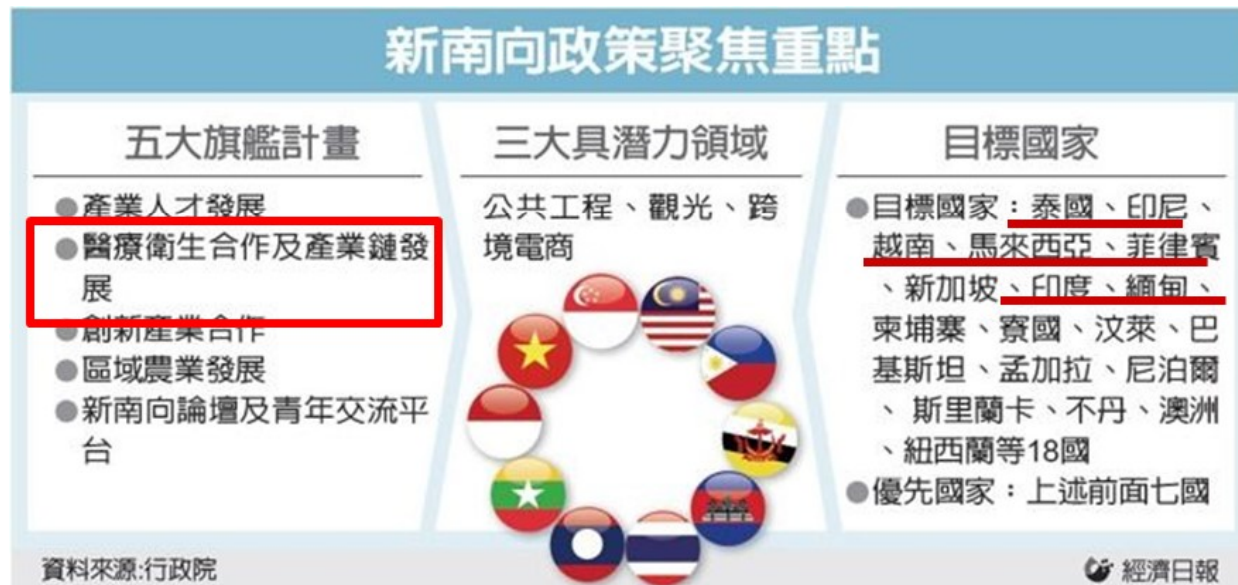 新南向政策聚焦重點
五大旗艦計畫
●產業人才發展
●醫療衛生合作及產業鏈發
展
●創新產業合作
●區域農業發展
●新南向論壇及青年交流平
台
三大具潛力領域
公共工程、觀光、跨
境電商
目標國家
●目標國家：泰國、印尼、
越南、馬來西亞、菲律賓
、新加坡、印度、緬甸、
柬埔寨、寮國、汶萊、巴
基斯坦、孟加拉、尼泊爾
、斯里蘭卡、不丹、澳洲
、紐西蘭等18國
●優先國家：上述前面七國
資料來源:行政院
經濟日報